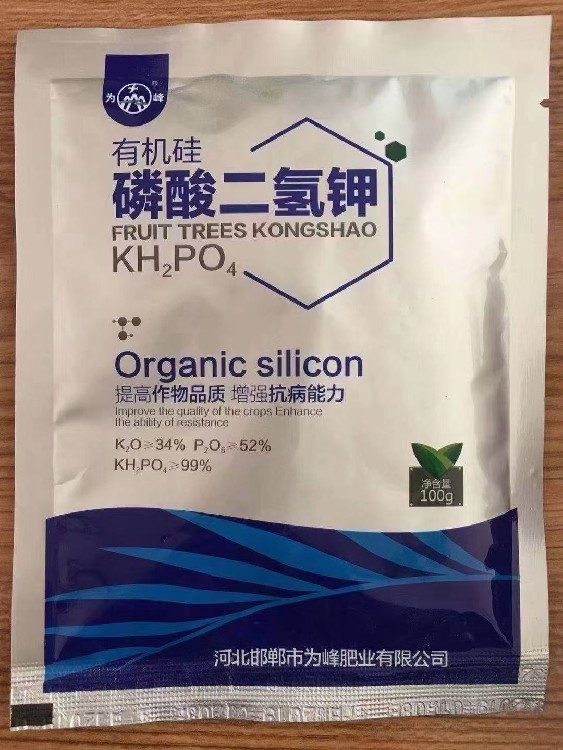 为峰
有机硅
磷酸二氢钾
FRUIT TREES KONGSHAO
KH₂PO₄
Organic silicon
提高作物品质 增强抗病能力
Improve the quality of the crops Enhance
the ability of resistance
K₂O≥34% P₂O₅≥52%
KH₂PO₄≥99%
净含量
100g
河北邯郸市为峰肥业有限公司